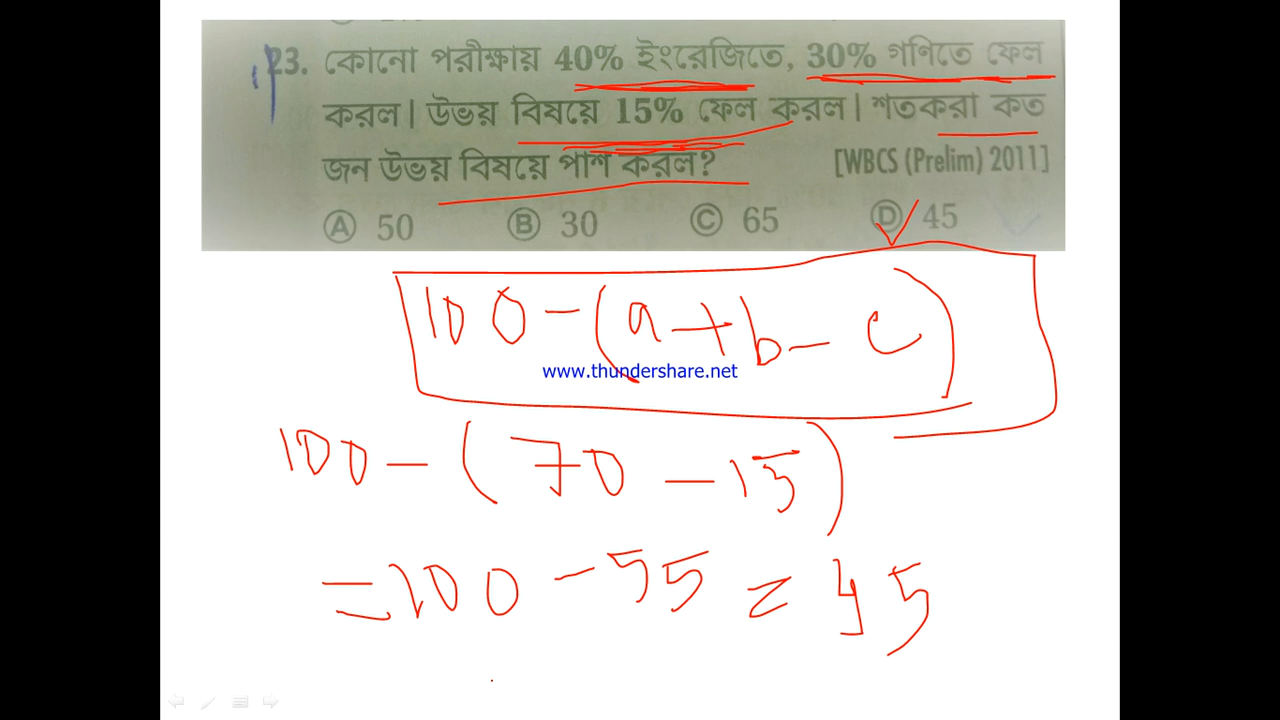 23. কোনো পরীক্ষায় 40% ইংরেজিতে, 30% গণিতে ফেল
করল। উভয় বিষয়ে 15% ফেল করল। শতকরা কত
জন উভয় বিষয়ে পাশ করল? [WBCS (Prelim) 2011]
Ⓐ 50 Ⓑ 30 Ⓒ 65 Ⓓ 45
100 - (a + b - c)
www.thundershare.net
100 - (70 - 15)
= 100 - 55 = 45